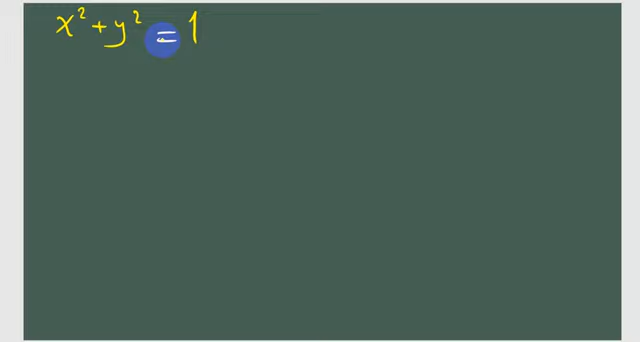 x² + y² = 1